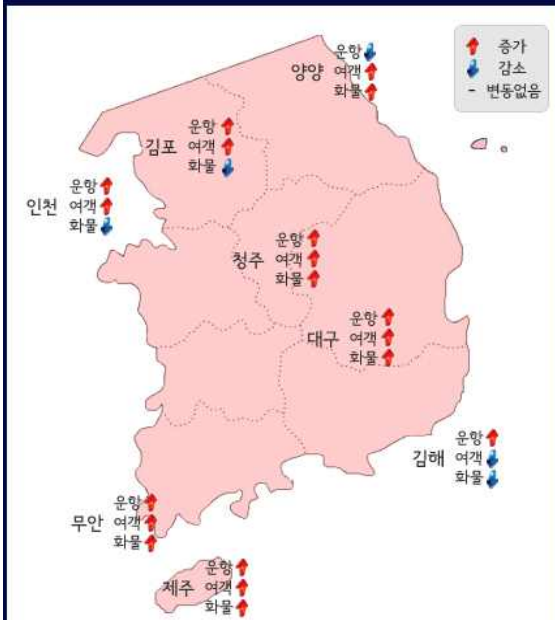 증가
감소
- 변동없음
운항
양양 여객
화물
운항
김포 여객
화물
운항
인천 여객
화물
운항
청주 여객
화물
운항
대구 여객
화물
운항
김해 여객
화물
운항
무안 여객
화물
운항
제주 여객
화물